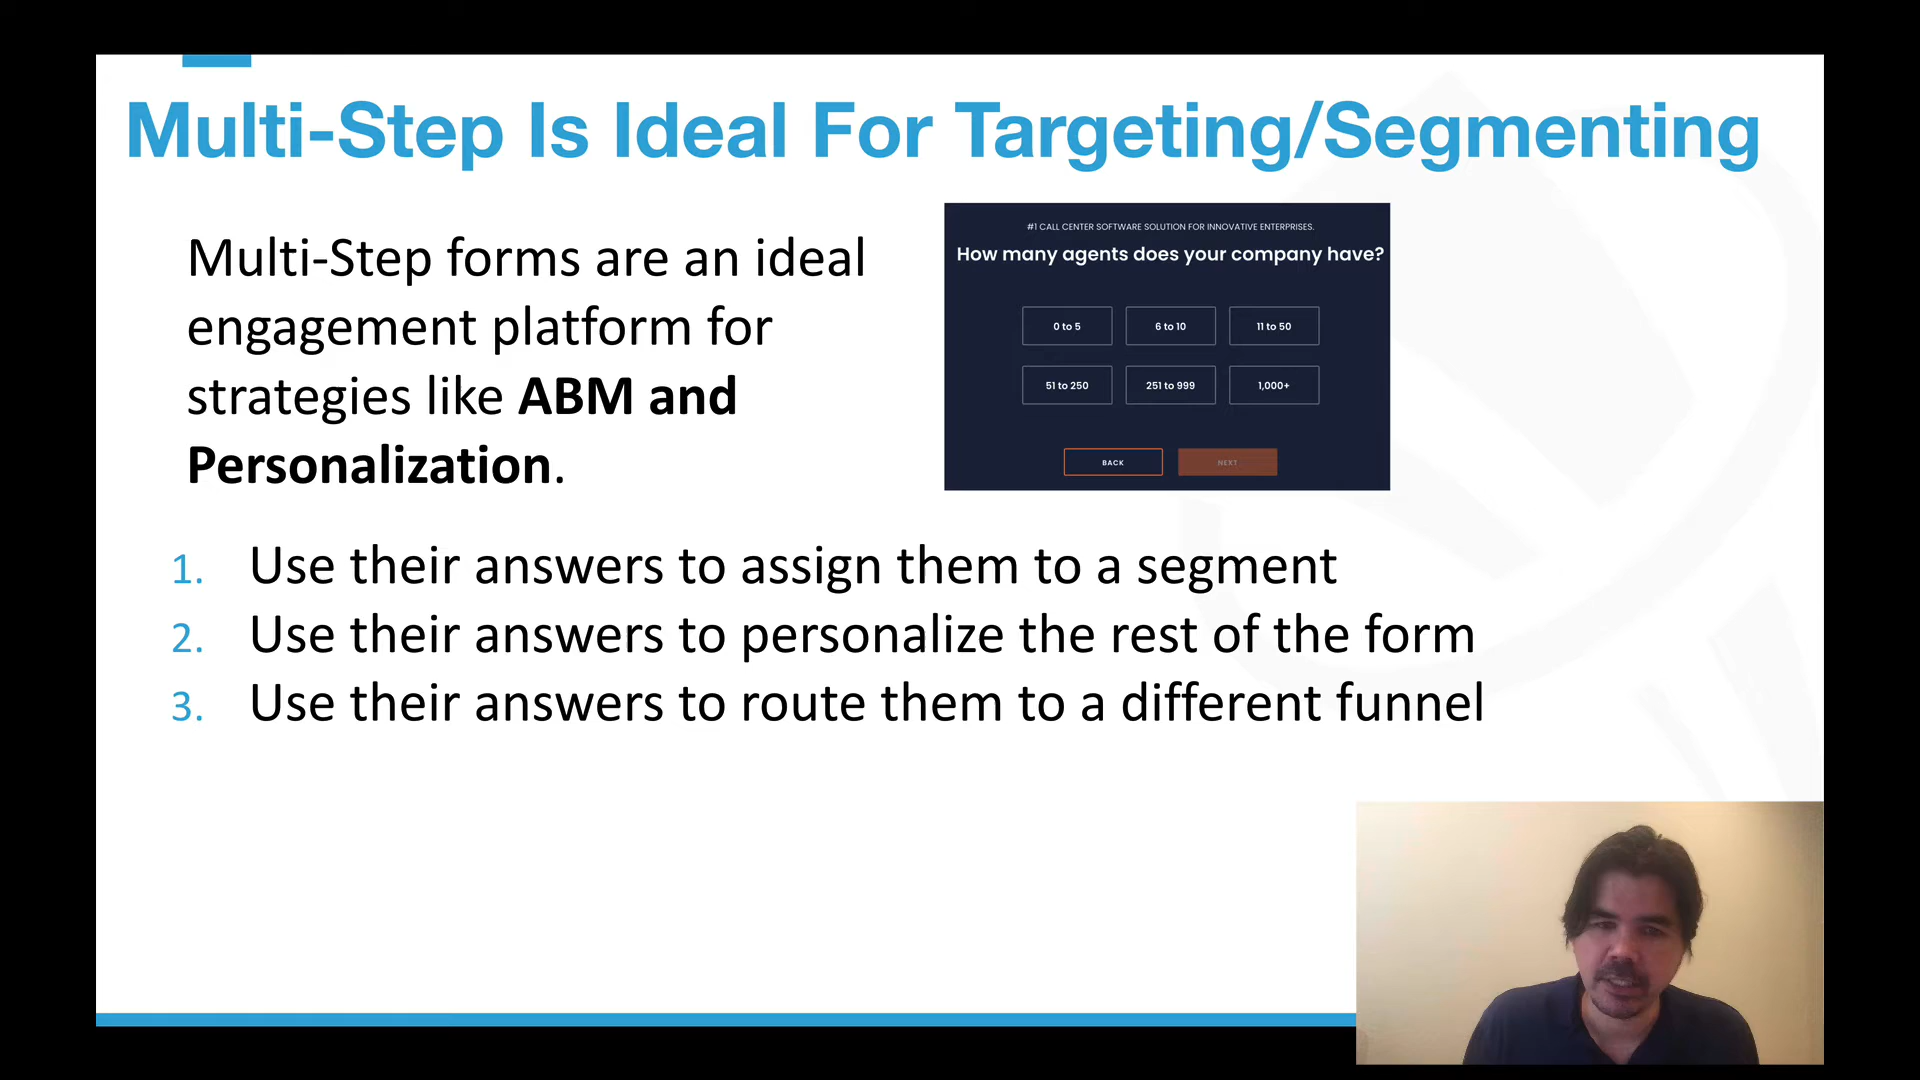 Multi-Step Is Ideal For Targeting/Segmenting
Multi-Step forms are an ideal
engagement platform for
strategies like ABM and
Personalization.
#1 CALL CENTER SOFTWARE SOLUTION FOR INNOVATIVE ENTERPRISES.
How many agents does your company have?
0 to 5
6 to 10
11 to 50
51 to 250
251 to 999
1,000+
BACK
NEXT
1. Use their answers to assign them to a segment
2. Use their answers to personalize the rest of the form
3. Use their answers to route them to a different funnel